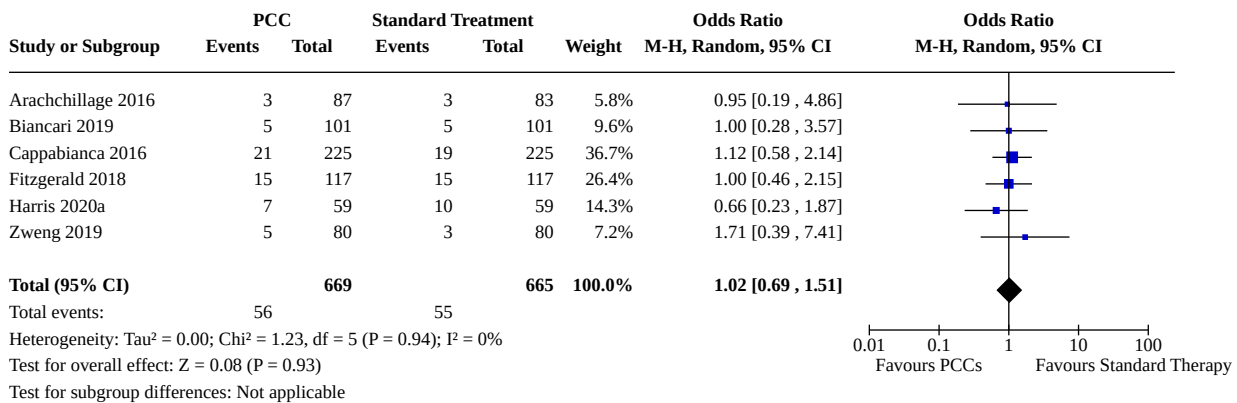 PCC Standard Treatment Odds Ratio Odds Ratio
Study or Subgroup Events Total Events Total Weight M-H, Random, 95% CI M-H, Random, 95% CI
Arachchillage 2016 3 87 3 83 5.8% 0.95 [0.19 , 4.86]
Biancari 2019 5 101 5 101 9.6% 1.00 [0.28 , 3.57]
Cappabianca 2016 21 225 19 225 36.7% 1.12 [0.58 , 2.14]
Fitzgerald 2018 15 117 15 117 26.4% 1.00 [0.46 , 2.15]
Harris 2020a 7 59 10 59 14.3% 0.66 [0.23 , 1.87]
Zweng 2019 5 80 3 80 7.2% 1.71 [0.39 , 7.41]
Total (95% CI) 669 665 100.0% 1.02 [0.69 , 1.51]
Total events: 56 55
Heterogeneity: Tau² = 0.00; Chi² = 1.23, df = 5 (P = 0.94); I² = 0%
0.01 0.1 1 10 100
Test for overall effect: Z = 0.08 (P = 0.93) Favours PCCs Favours Standard Therapy
Test for subgroup differences: Not applicable